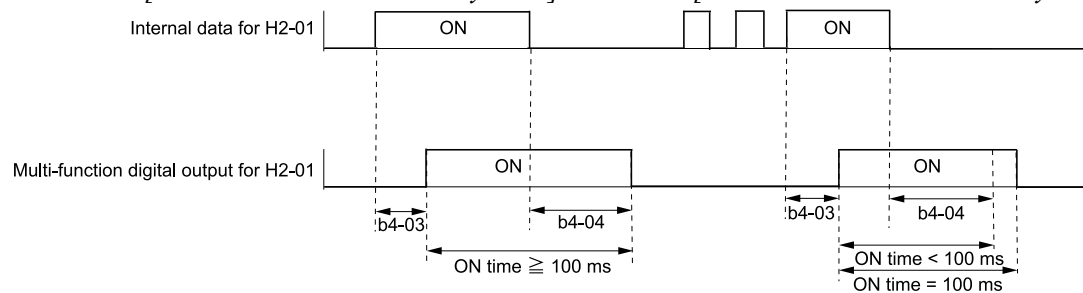 Internal data for H2-01
ON
ON
Multi-function digital output for H2-01
ON
ON
b4-03
b4-04
b4-03
b4-04
ON time ≧ 100 ms
ON time < 100 ms
ON time = 100 ms